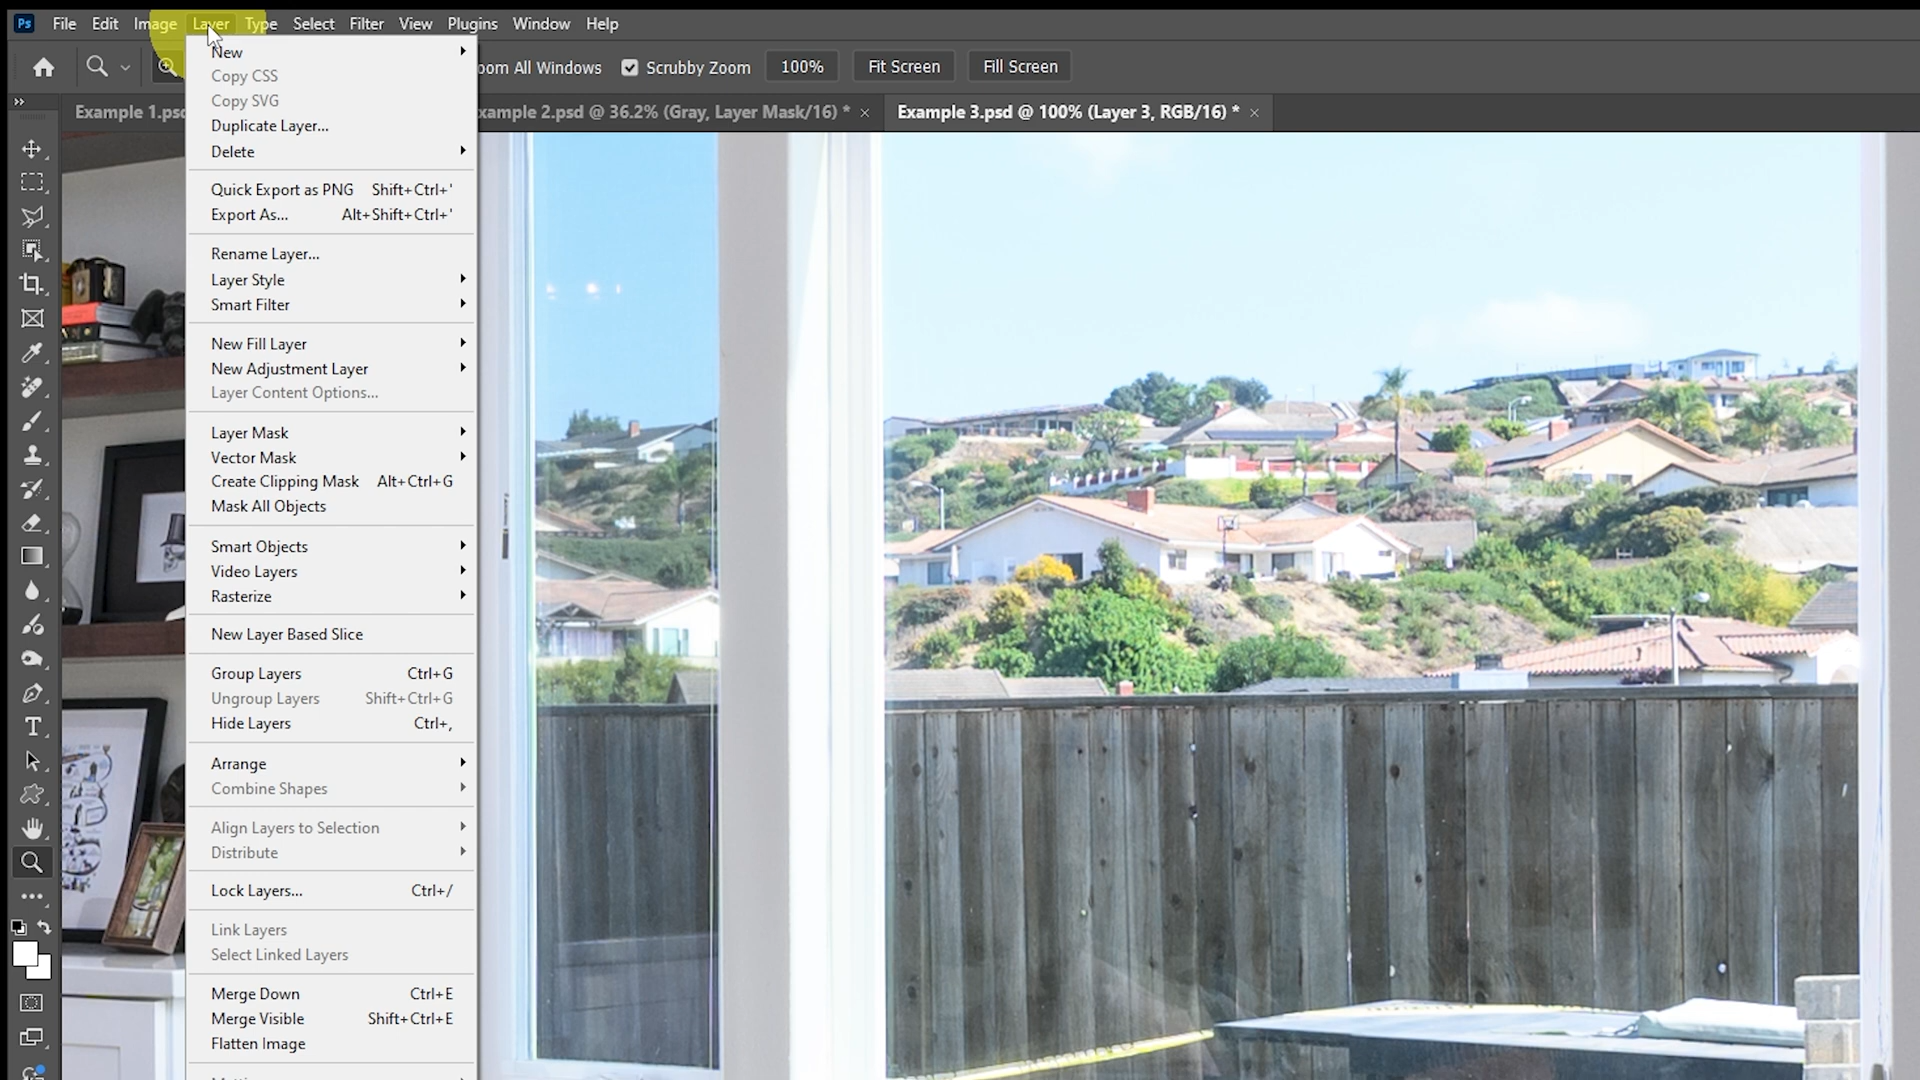 Ps File Edit Image Layer Type Select Filter View Plugins Window Help
oom All Windows Scrubby Zoom 100% Fit Screen Fill Screen
Example 1.psd xample 2.psd @ 36.2% (Gray, Layer Mask/16) * × Example 3.psd @ 100% (Layer 3, RGB/16) * ×
New
Copy CSS
Copy SVG
Duplicate Layer...
Delete
Quick Export as PNG Shift+Ctrl+'
Export As... Alt+Shift+Ctrl+'
Rename Layer...
Layer Style
Smart Filter
New Fill Layer
New Adjustment Layer
Layer Content Options...
Layer Mask
Vector Mask
Create Clipping Mask Alt+Ctrl+G
Mask All Objects
Smart Objects
Video Layers
Rasterize
New Layer Based Slice
Group Layers Ctrl+G
Ungroup Layers Shift+Ctrl+G
Hide Layers Ctrl+,
Arrange
Combine Shapes
Align Layers to Selection
Distribute
Lock Layers... Ctrl+/
Link Layers
Select Linked Layers
Merge Down Ctrl+E
Merge Visible Shift+Ctrl+E
Flatten Image